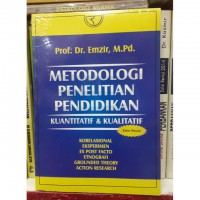 Prof. Dr. Emzir, M.Pd.
METODOLOGI
PENELITIAN
PENDIDIKAN
KUANTITATIF & KUALITATIF
KORELASIONAL
EKSPERIMEN
EX POST FACTO
ETNOGRAFI
GROUNDED THEORY
ACTION RESEARCH